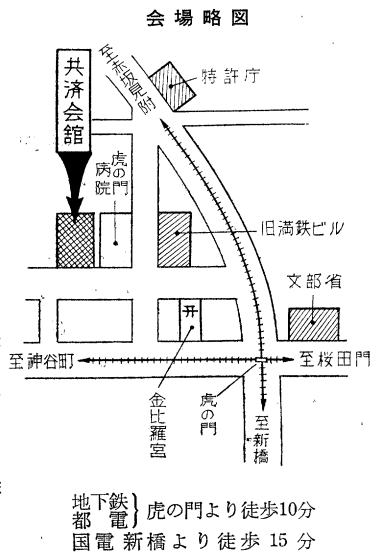 会場略図
至赤坂見附
特許庁
共済会館
虎の門病院
旧満鉄ビル
文部省
至神谷町
至桜田門
金比羅宮
虎の門
至新橋
地下鉄
都電
虎の門より徒歩10分
国電新橋より徒歩15分